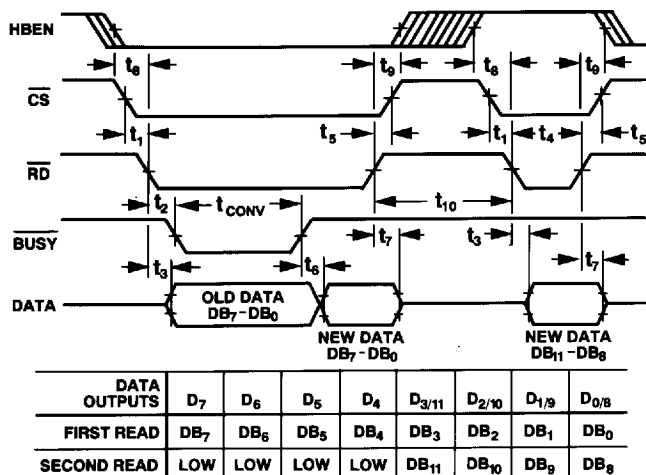 HBEN
t8 t9 t8 t9
CS
t1 t5 t1 t4 t5
RD
t2 tCONV t10
BUSY
t3 t6 t7 t3 t7
DATA
OLD DATA
DB7-DB0
NEW DATA
DB7-DB0
NEW DATA
DB11-DB8
DATA OUTPUTS D7 D6 D5 D4 D3/11 D2/10 D1/9 D0/8
FIRST READ DB7 DB6 DB5 DB4 DB3 DB2 DB1 DB0
SECOND READ LOW LOW LOW LOW DB11 DB10 DB9 DB8